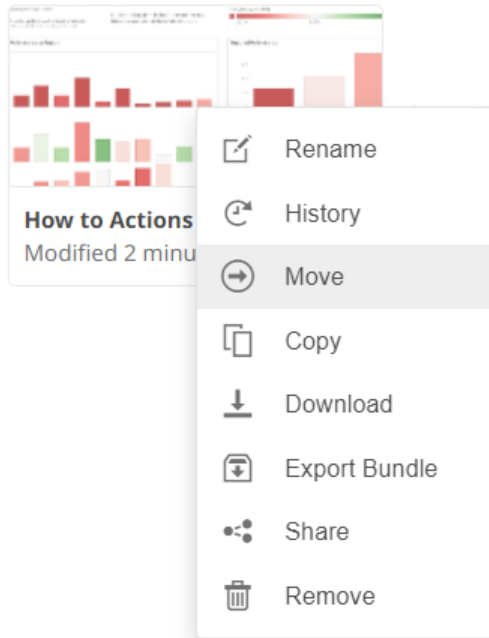 How to Actions
Modified 2 minu
Rename
History
Move
Copy
Download
Export Bundle
Share
Remove